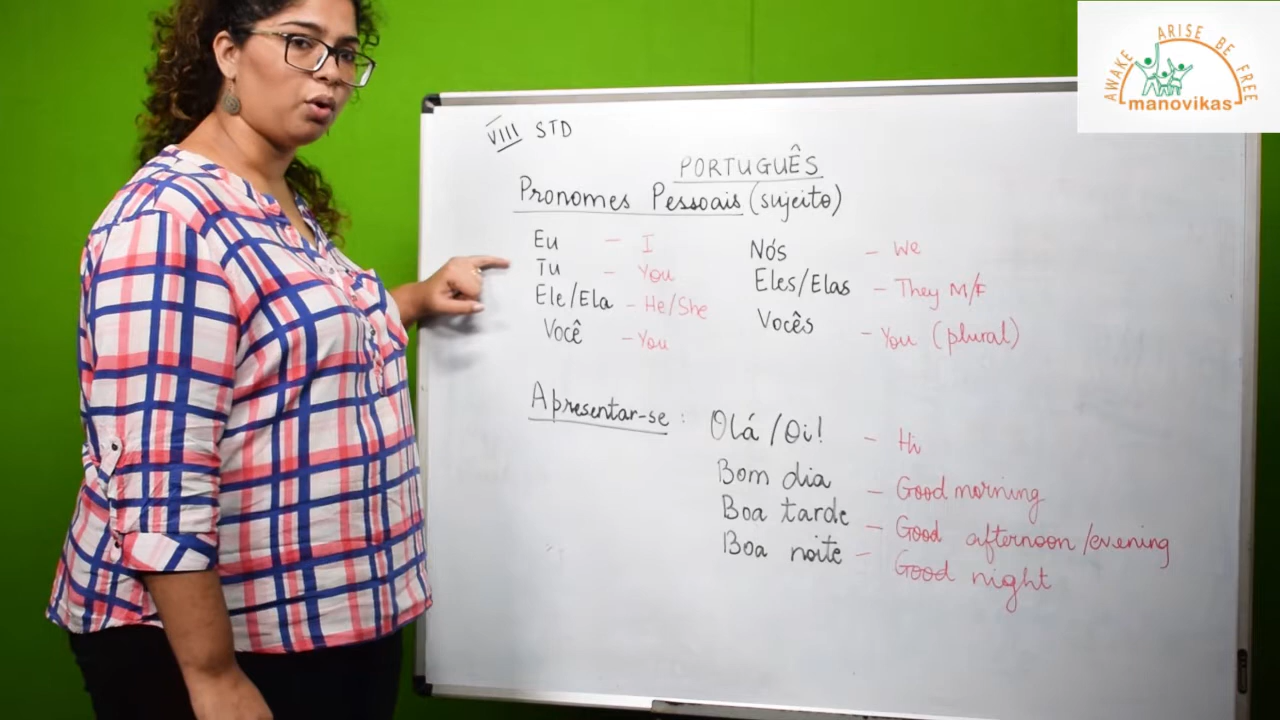 VIII STD
PORTUGUÊS
Pronomes Pessoais (sujeito)
Eu - I
Tu - You
Ele/Ela - He/She
Você - You
Nós - We
Eles/Elas - They M/F
Vocês - You (plural)
Apresentar-se : Olá/Oi! - Hi
Bom dia - Good morning
Boa tarde - Good afternoon/evening
Boa noite - Good night
AWAKE ARISE BE FREE
manovikas